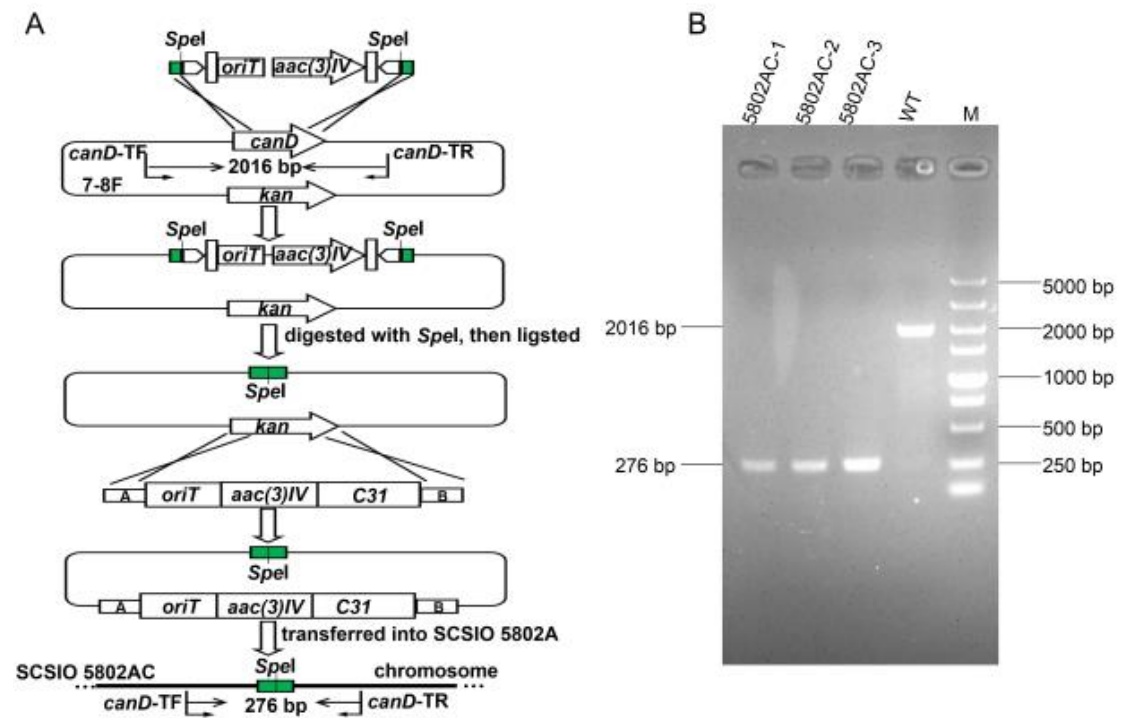 A
SpeI SpeI
oriT aac(3)IV
canD
canD-TF 2016 bp canD-TR
7-8F
kan
SpeI SpeI
oriT aac(3)IV
kan
digested with SpeI, then ligsted
SpeI
kan
A oriT aac(3)IV C31 B
SpeI
A oriT aac(3)IV C31 B
transferred into SCSIO 5802A
SCSIO 5802AC SpeI chromosome
canD-TF 276 bp canD-TR
B
5802AC-1 5802AC-2 5802AC-3 WT M
5000 bp
2016 bp 2000 bp
1000 bp
500 bp
276 bp 250 bp